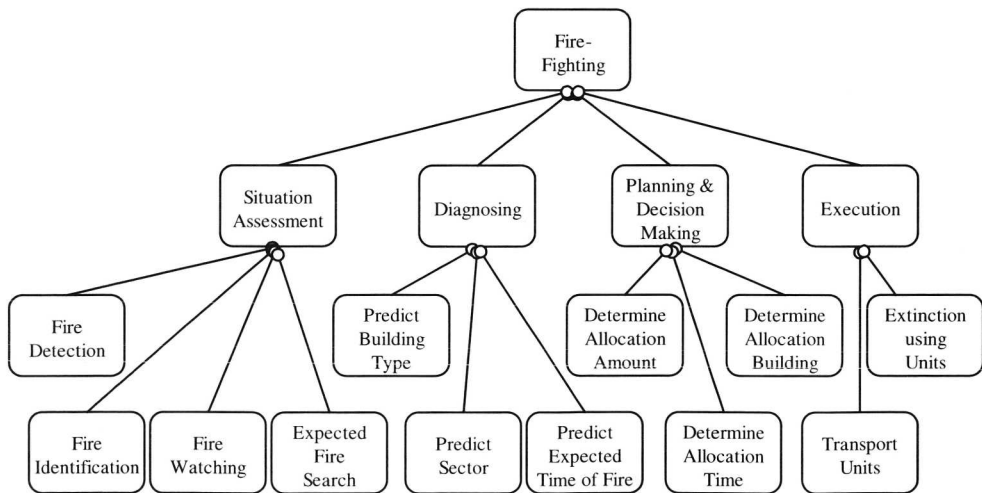 Fire-
Fighting
Situation
Assessment
Diagnosing
Planning &
Decision
Making
Execution
Fire
Detection
Predict
Building
Type
Determine
Allocation
Amount
Determine
Allocation
Building
Extinction
using
Units
Fire
Identification
Fire
Watching
Expected
Fire
Search
Predict
Sector
Predict
Expected
Time of Fire
Determine
Allocation
Time
Transport
Units